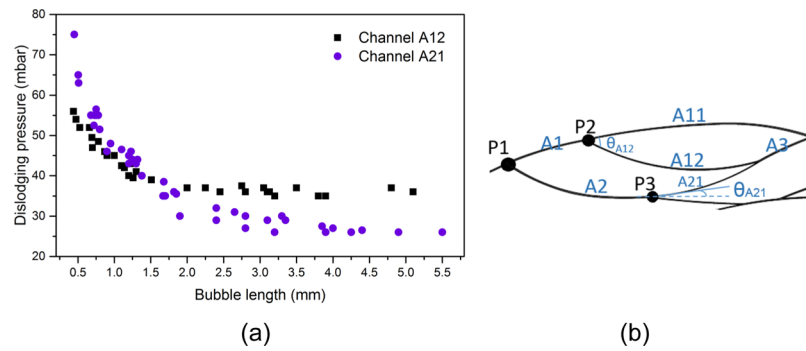 80
70
60
50
40
30
20
Dislodging pressure (mbar)
Channel A12
Channel A21
0.5 1.0 1.5 2.0 2.5 3.0 3.5 4.0 4.5 5.0 5.5
Bubble length (mm)
(a)
P1
A1
P2
θA12
A11
A12
A3
A2
P3
A21
θA21
(b)